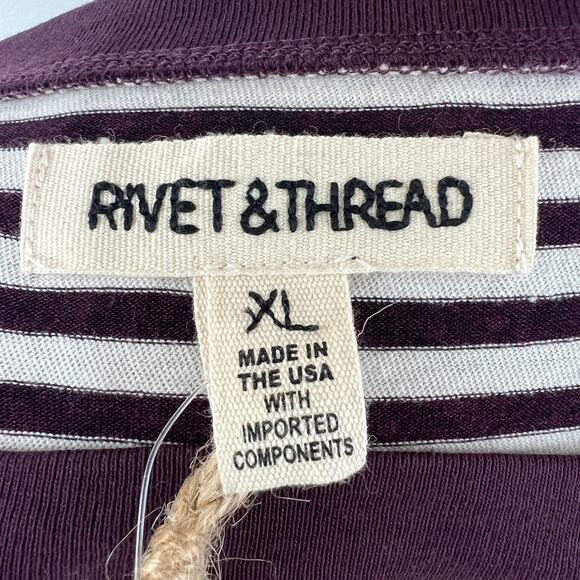 RIVET & THREAD
XL
MADE IN
THE USA
WITH
IMPORTED
COMPONENTS